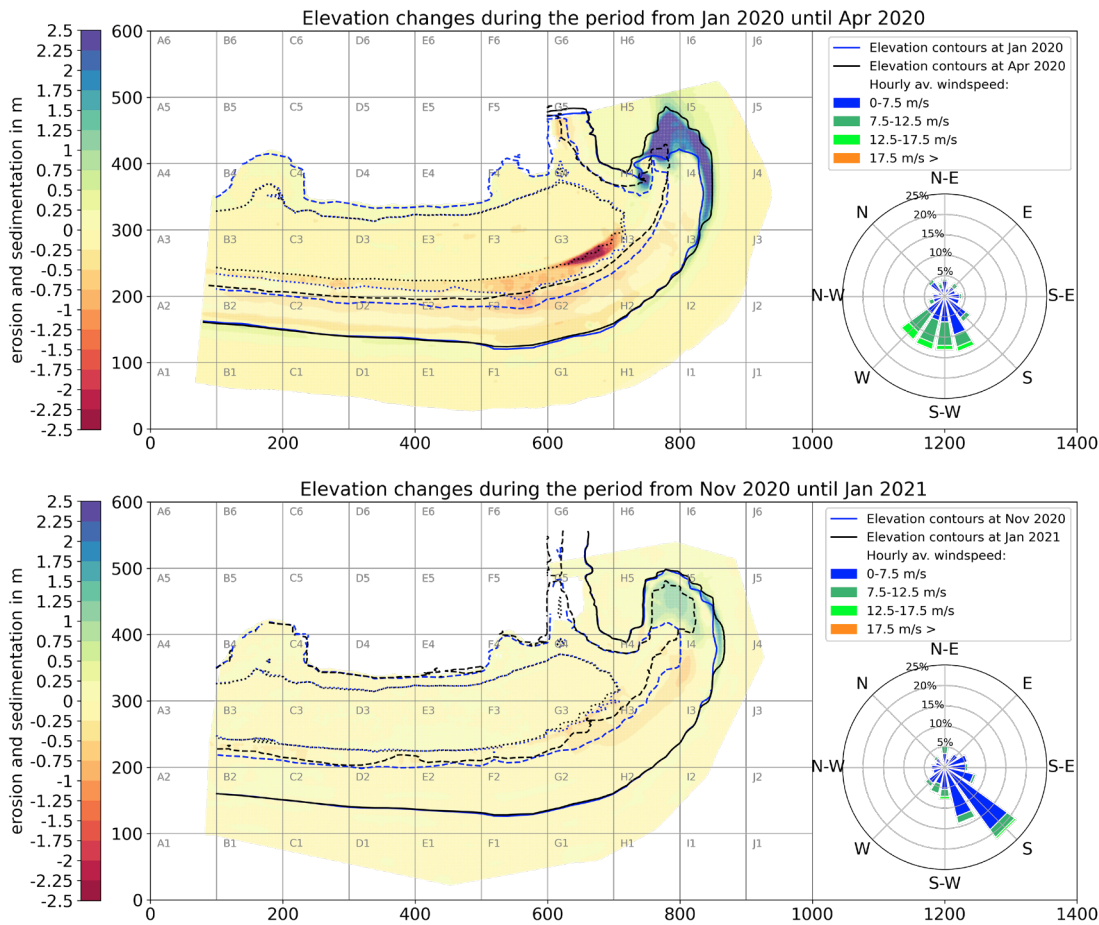 Elevation changes during the period from Jan 2020 until Apr 2020
erosion and sedimentation in m
2.5
2.25
2
1.75
1.5
1.25
1
0.75
0.5
0.25
0
-0.25
-0.5
-0.75
-1
-1.25
-1.5
-1.75
-2
-2.25
-2.5
600
500
400
300
200
100
0
A6 B6 C6 D6 E6 F6 G6 H6 I6 J6
A5 B5 C5 D5 E5 F5 G5 H5 I5 J5
A4 B4 C4 D4 E4 F4 G4 H4 I4 J4
A3 B3 C3 D3 E3 F3 G3 H3 I3 J3
A2 B2 C2 D2 E2 F2 G2 H2 I2 J2
A1 B1 C1 D1 E1 F1 G1 H1 I1 J1
0 200 400 600 800 1000 1200 1400
Elevation contours at Jan 2020
Elevation contours at Apr 2020
Hourly av. windspeed:
0-7.5 m/s
7.5-12.5 m/s
12.5-17.5 m/s
17.5 m/s >
N-E
N E
25%
20%
15%
10%
5%
N-W S-E
W S
S-W
Elevation changes during the period from Nov 2020 until Jan 2021
erosion and sedimentation in m
2.5
2.25
2
1.75
1.5
1.25
1
0.75
0.5
0.25
0
-0.25
-0.5
-0.75
-1
-1.25
-1.5
-1.75
-2
-2.25
-2.5
600
500
400
300
200
100
0
A6 B6 C6 D6 E6 F6 G6 H6 I6 J6
A5 B5 C5 D5 E5 F5 G5 H5 I5 J5
A4 B4 C4 D4 E4 F4 G4 H4 I4 J4
A3 B3 C3 D3 E3 F3 G3 H3 I3 J3
A2 B2 C2 D2 E2 F2 G2 H2 I2 J2
A1 B1 C1 D1 E1 F1 G1 H1 I1 J1
0 200 400 600 800 1000 1200 1400
Elevation contours at Nov 2020
Elevation contours at Jan 2021
Hourly av. windspeed:
0-7.5 m/s
7.5-12.5 m/s
12.5-17.5 m/s
17.5 m/s >
N-E
N E
25%
20%
15%
10%
5%
N-W S-E
W S
S-W